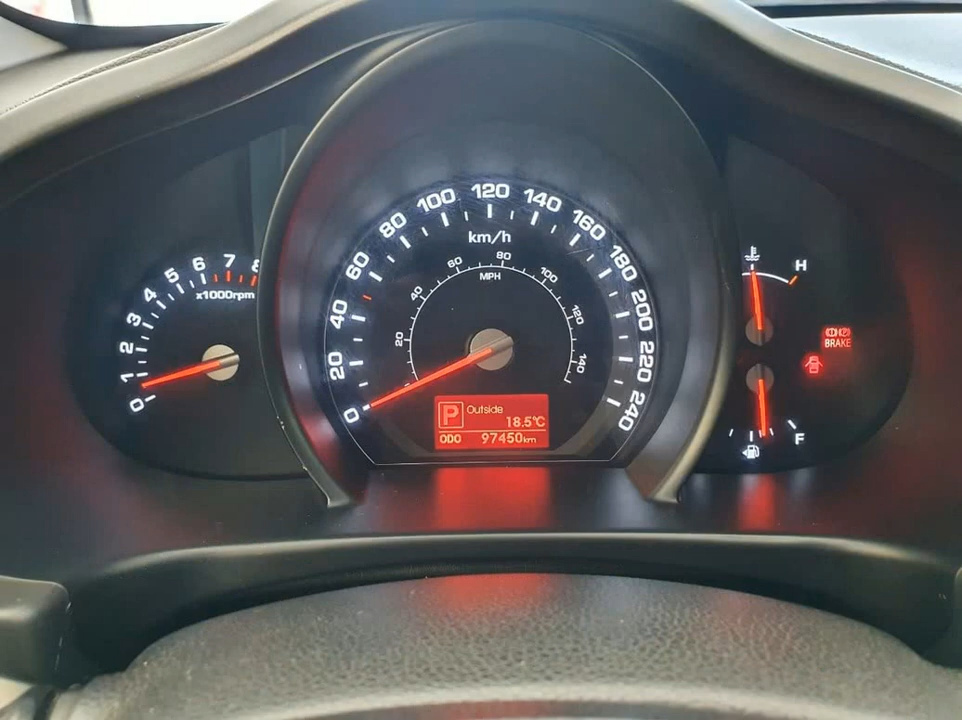 0 1 2 3 4 5 6 7 8
x1000rpm
0 20 40 60 80 100 120 140 160 180 200 220 240
km/h
20 40 60 80 100 120 140
MPH
P Outside
18.5°C
ODO 97450km
H
(P)
BRAKE
F